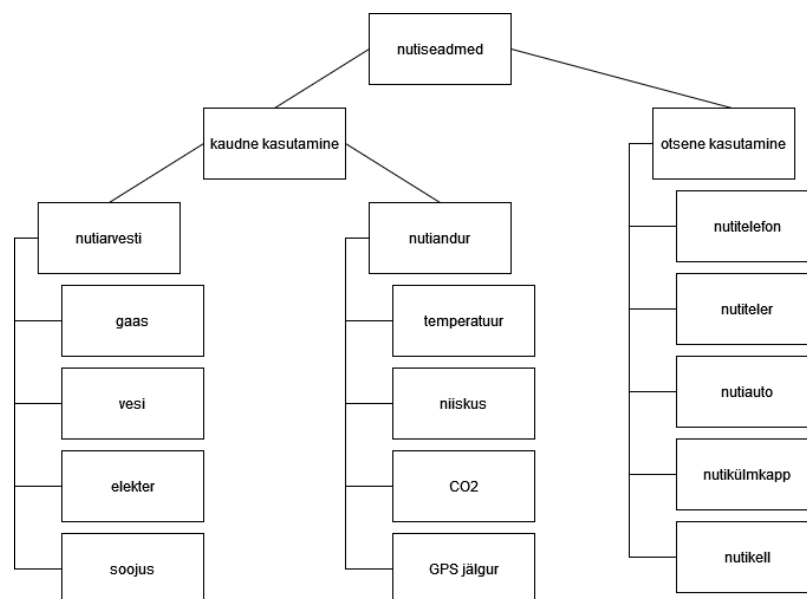 nutiseadmed
kaudne kasutamine
otsene kasutamine
nutiarvesti
nutiandur
nutitelefon
gaas
temperatuur
nutiteler
vesi
niiskus
nutiauto
elekter
CO2
nutikülmkapp
soojus
GPS jälgur
nutikell